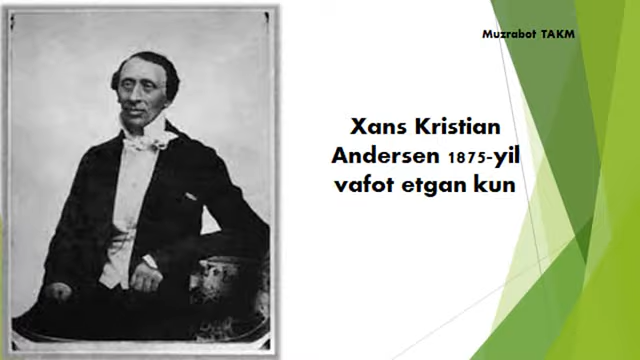 Muzrabot TAKM
Xans Kristian
Andersen 1875-yil
vafot etgan kun